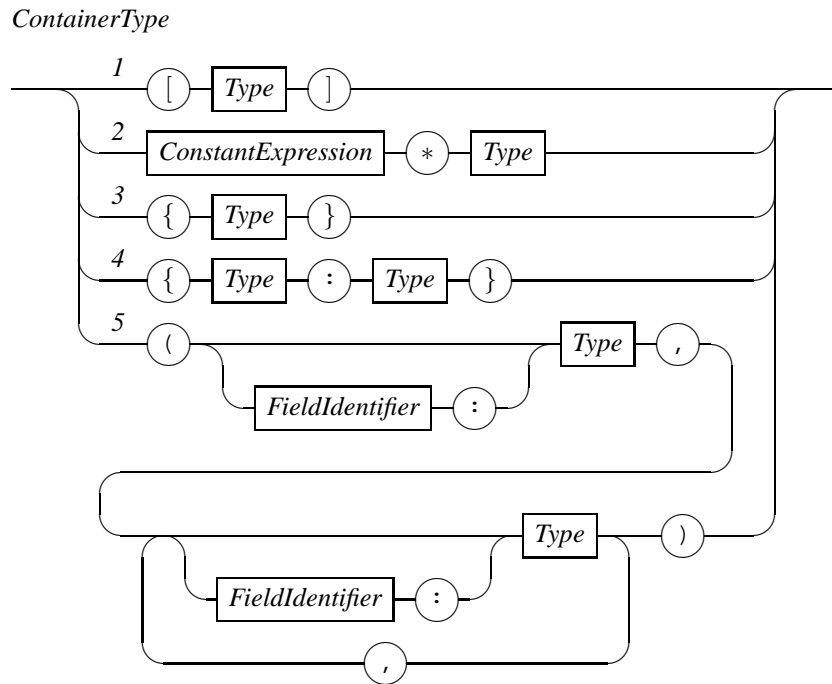 ContainerType
1 [ Type ]
2 ConstantExpression * Type
3 { Type }
4 { Type : Type }
5 ( Type ,
FieldIdentifier :
Type )
FieldIdentifier :
,